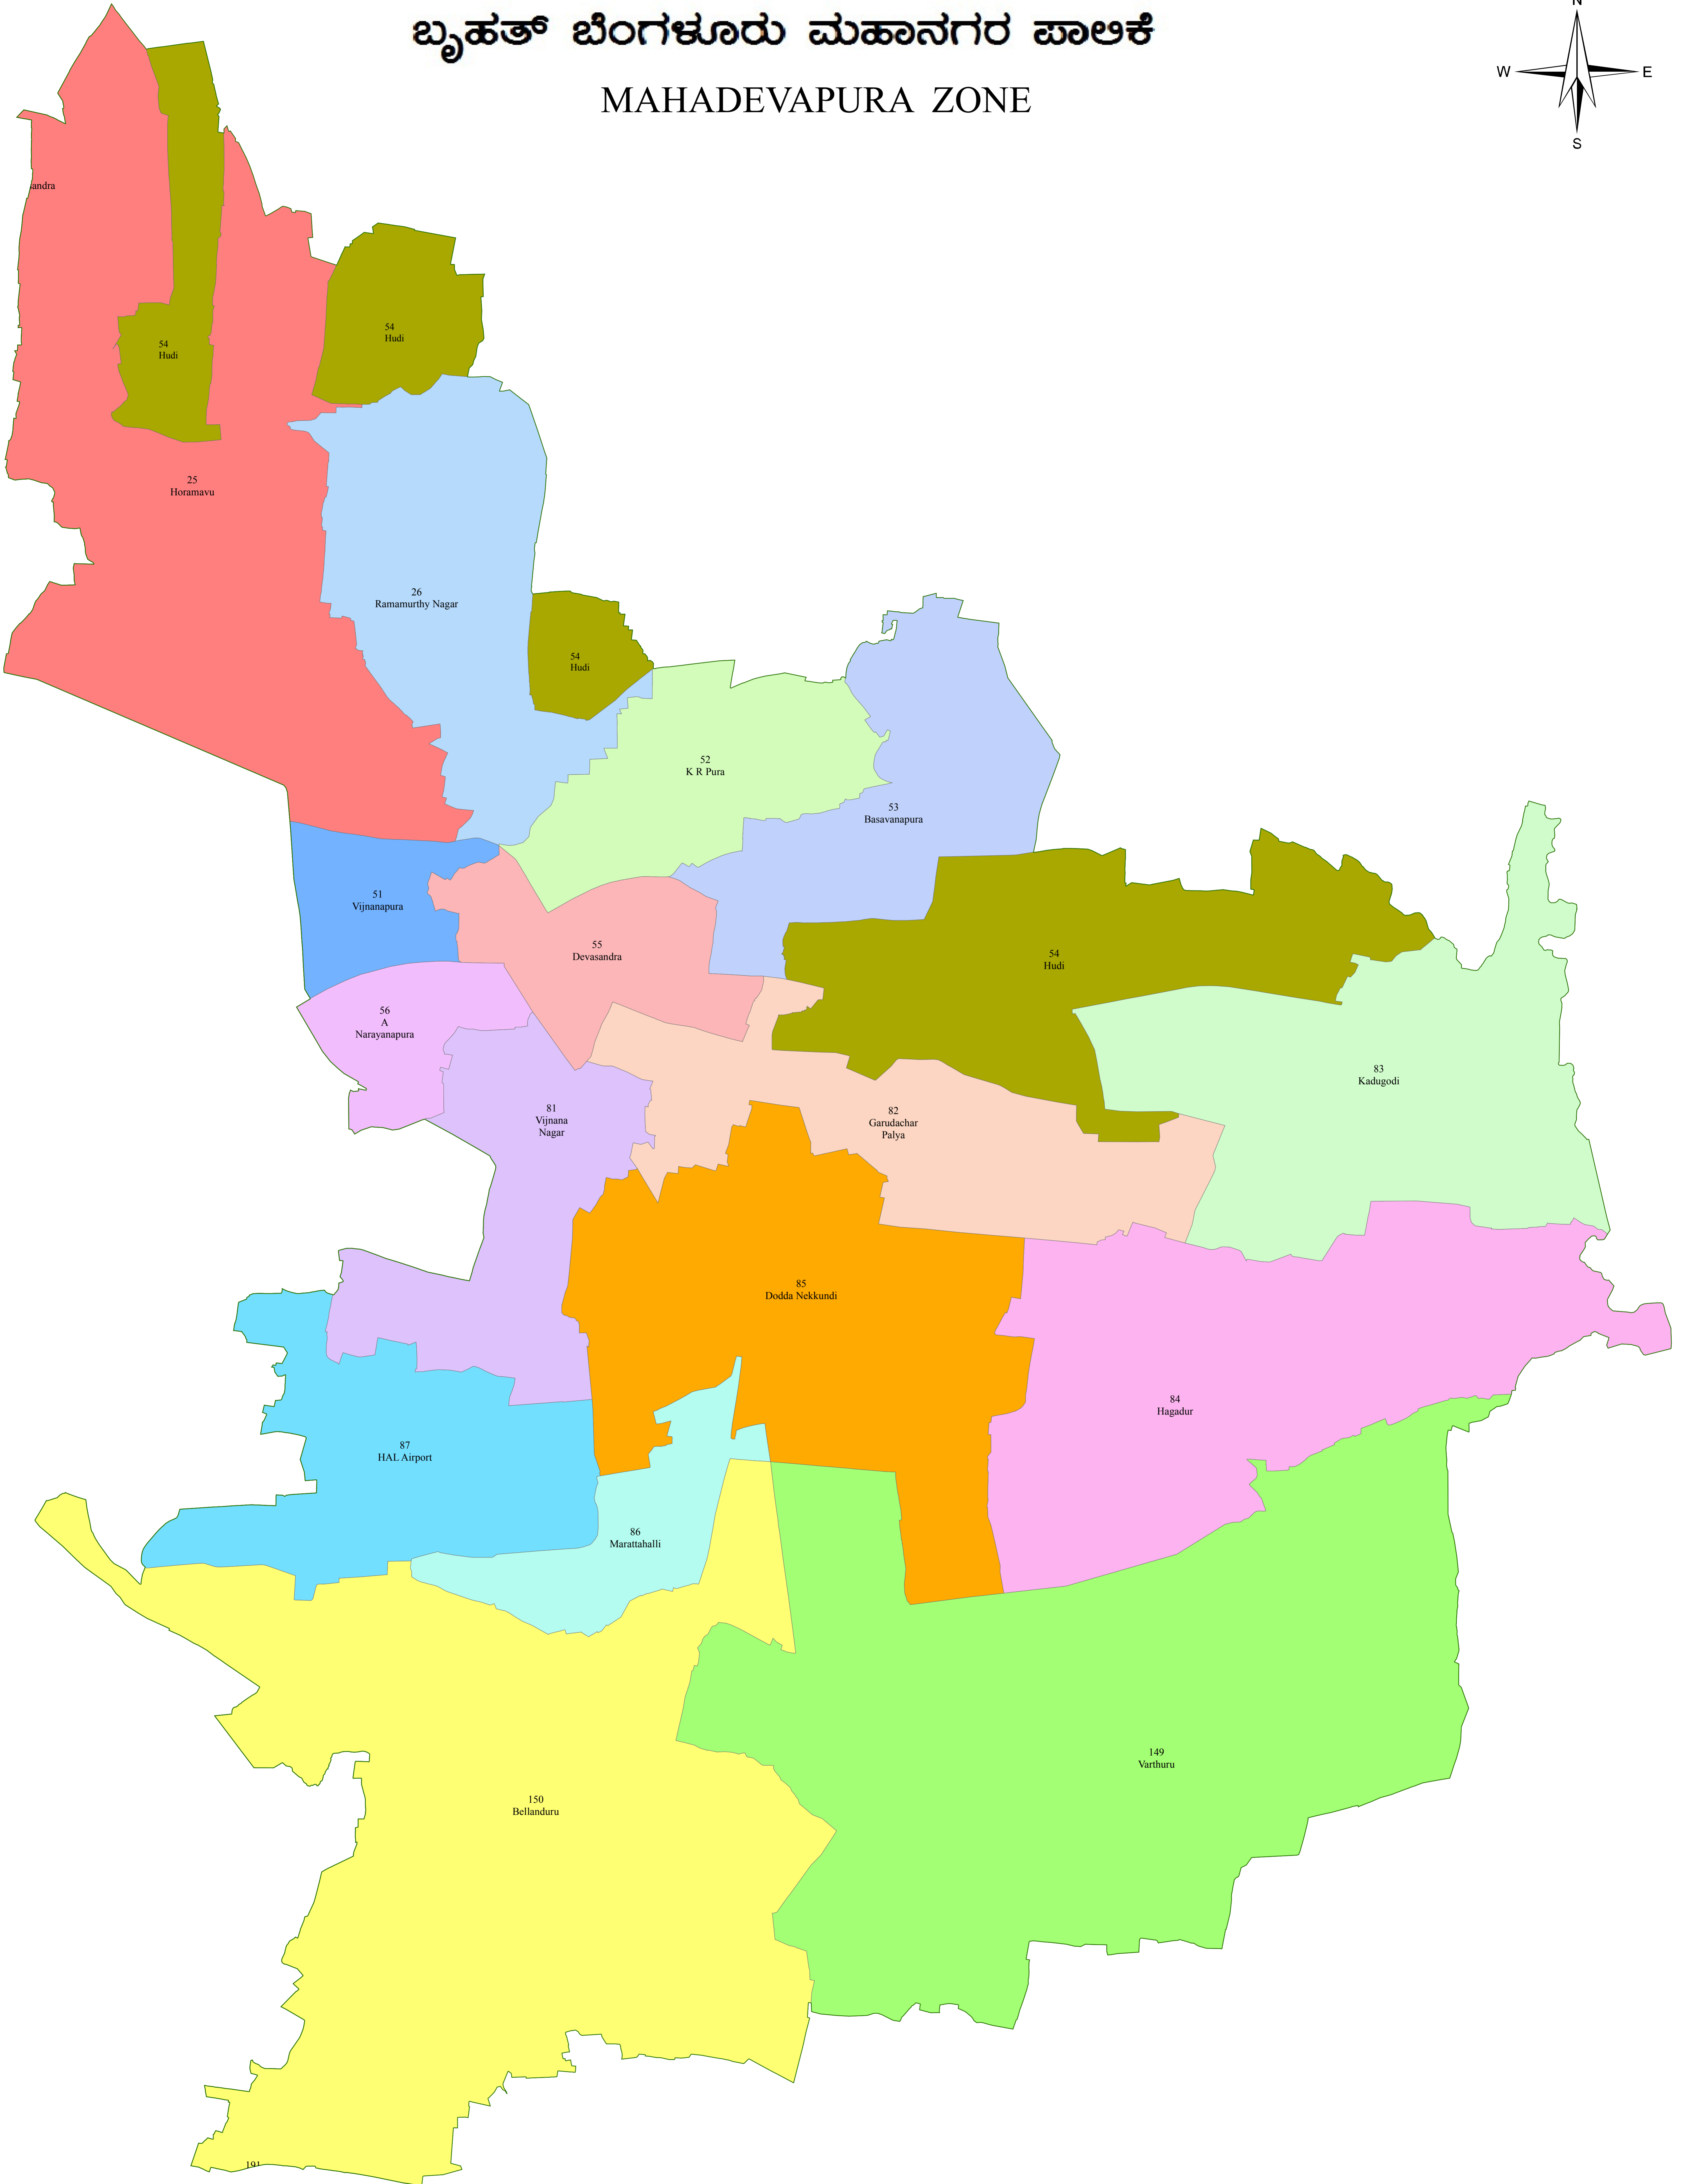 ಬೃಹತ್ ಬೆಂಗಳೂರು ಮಹಾನಗರ ಪಾಲಿಕೆ
MAHADEVAPURA ZONE
N
W
E
S
andra
54
Hudi
54
Hudi
25
Horamavu
26
Ramamurthy Nagar
54
Hudi
52
K R Pura
53
Basavanapura
51
Vijnanapura
55
Devasandra
54
Hudi
56
A
Narayanapura
83
Kadugodi
81
Vijnana
Nagar
82
Garudachar
Palya
85
Dodda Nekkundi
84
Hagadur
87
HAL Airport
86
Marattahalli
149
Varthuru
150
Bellanduru
191